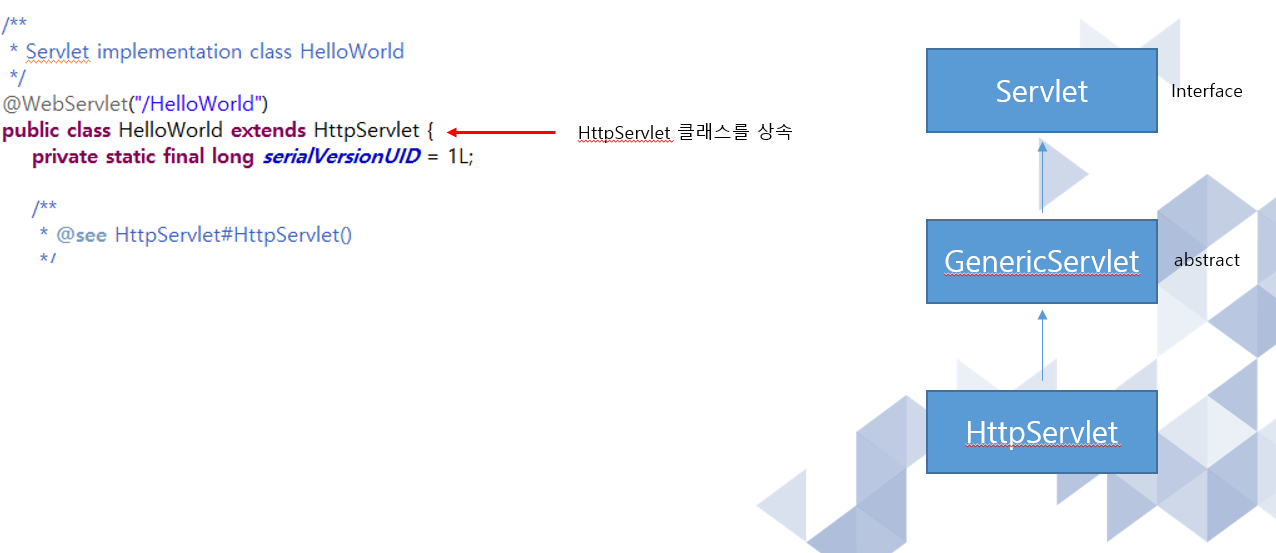 /**
* Servlet implementation class HelloWorld
*/
@WebServlet("/HelloWorld")
public class HelloWorld extends HttpServlet {
private static final long serialVersionUID = 1L;
/**
* @see HttpServlet#HttpServlet()
*/
HttpServlet 클래스를 상속
Servlet
Interface
GenericServlet
abstract
HttpServlet